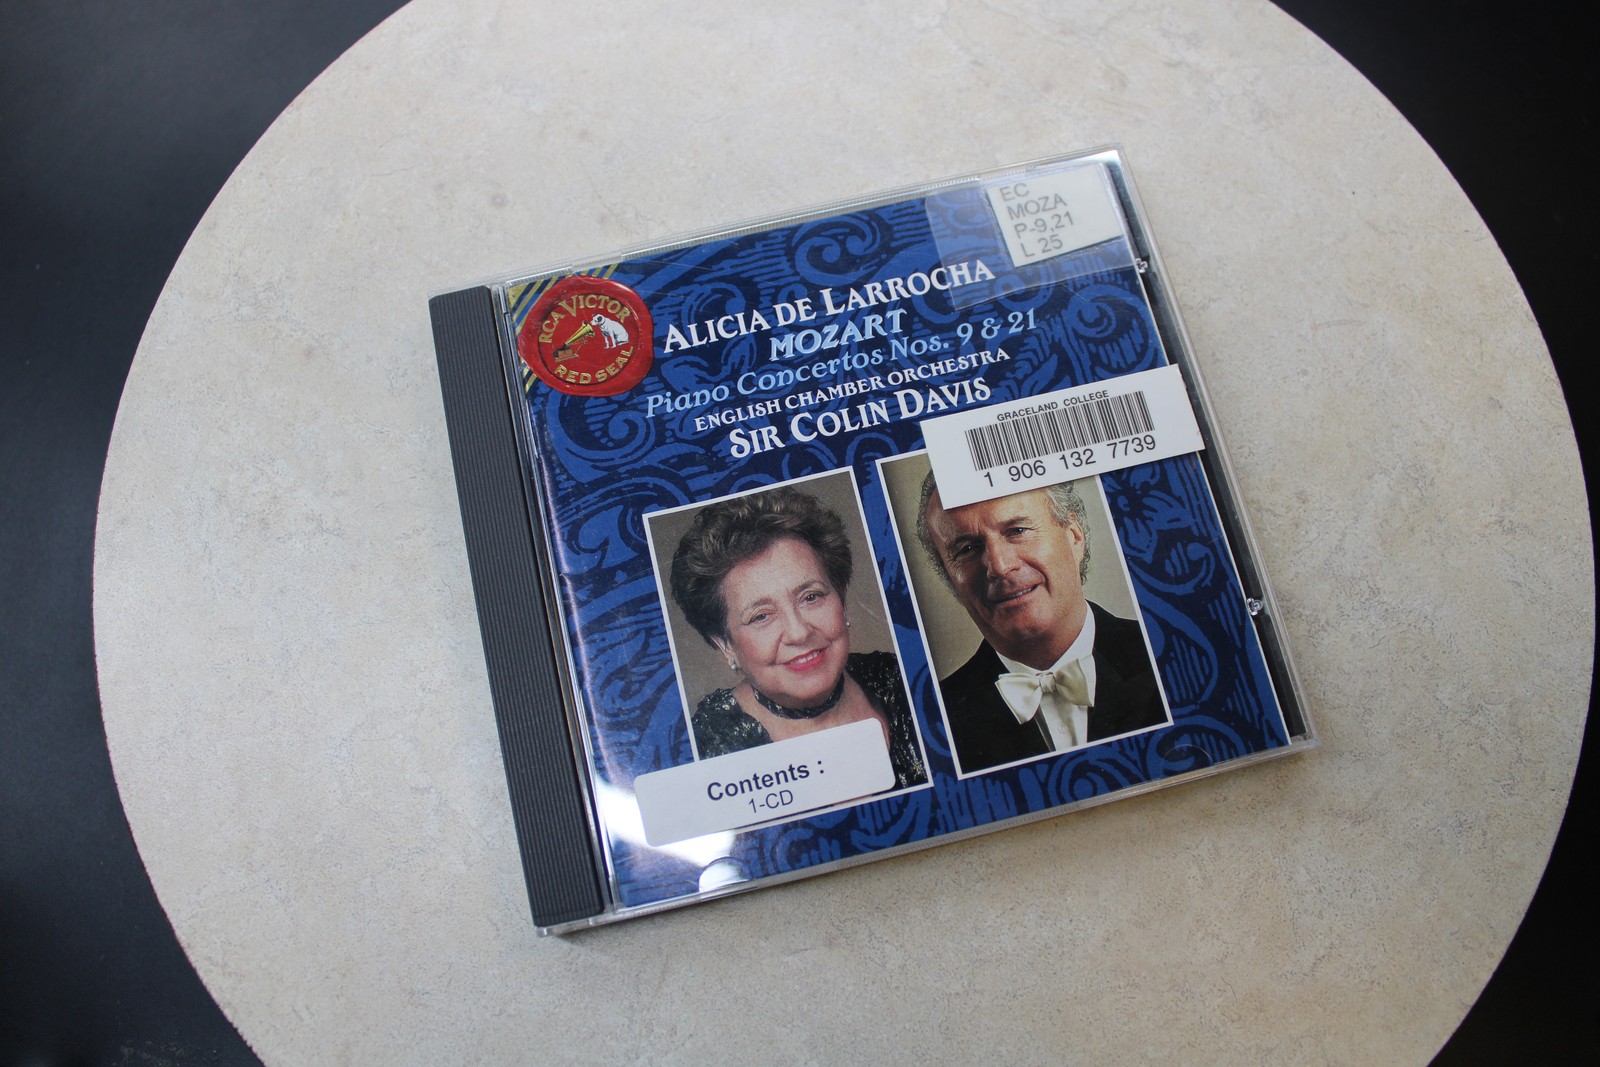 EC
MOZA
P-9,21
L 25
RCA VICTOR
RED SEAL
ALICIA DE LARROCHA
MOZART
Piano Concertos Nos. 9 & 21
ENGLISH CHAMBER ORCHESTRA
SIR COLIN DAVIS
GRACELAND COLLEGE
1 906 132 7739
Contents :
1-CD